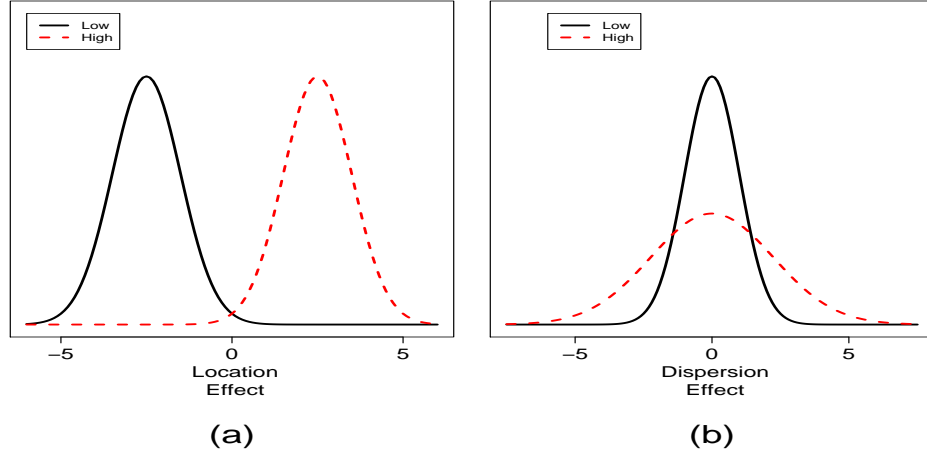 Low
High
−5
0
5
Location
Effect
(a)
Low
High
−5
0
5
Dispersion
Effect
(b)